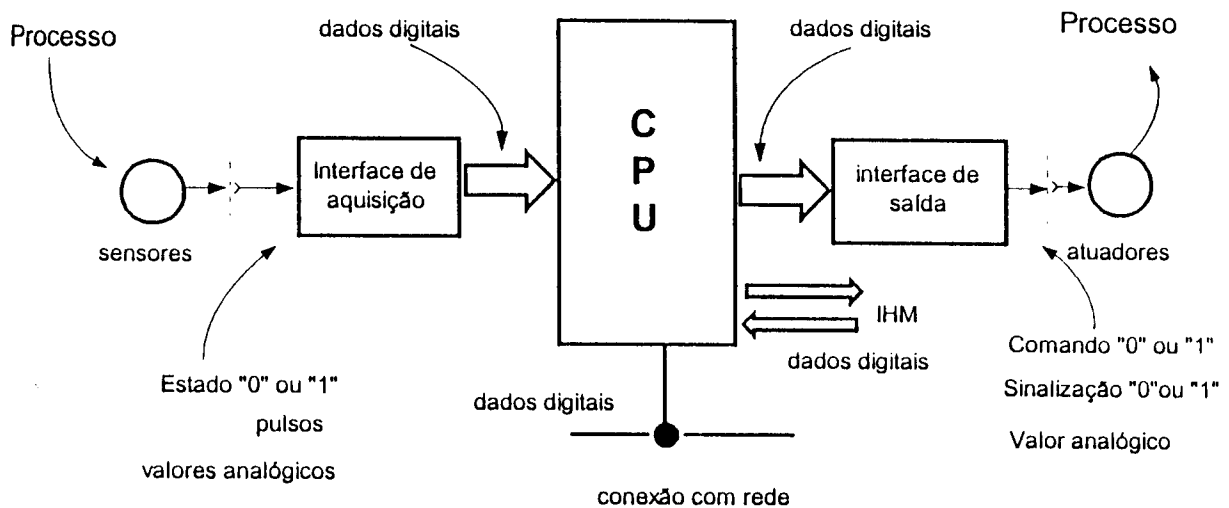 Processo
dados digitais
dados digitais
Processo
C
P
U
Interface de
aquisição
interface de
saída
sensores
atuadores
IHM
dados digitais
Estado "0" ou "1"
pulsos
valores analógicos
Comando "0" ou "1"
Sinalização "0"ou "1"
Valor analógico
dados digitais
conexão com rede